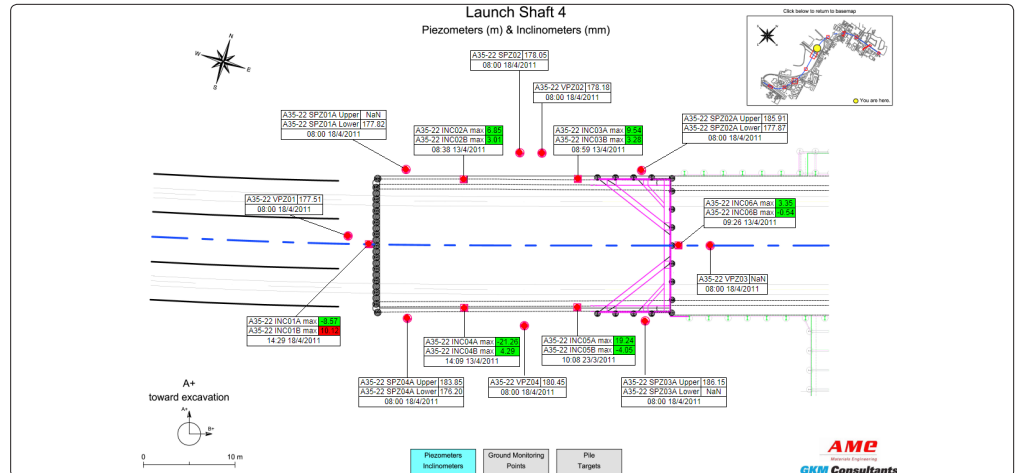 Launch Shaft 4
Piezometers (m) & Inclinometers (mm)
Click below to return to basemap
You are here.
N
W
E
S
A35-22 SPZ02 178.05
08:00 18/4/2011
A35-22 VPZ02 178.18
08:00 18/4/2011
A35-22 SPZ01A Upper NaN
A35-22 SPZ01A Lower 177.82
08:00 18/4/2011
A35-22 INC02A max 6.85
A35-22 INC02B max 3.01
08:38 13/4/2011
A35-22 INC03A max 9.54
A35-22 INC03B max 3.28
08:59 13/4/2011
A35-22 SPZ02A Upper 185.91
A35-22 SPZ02A Lower 177.87
08:00 18/4/2011
A35-22 VPZ01 177.51
08:00 18/4/2011
A35-22 INC06A max 3.35
A35-22 INC06B max -0.54
09:26 13/4/2011
A35-22 VPZ03 NaN
08:00 18/4/2011
A35-22 INC01A max -8.57
A35-22 INC01B max 10.12
14:29 18/4/2011
A35-22 INC04A max -21.26
A35-22 INC04B max 4.29
14:09 13/4/2011
A35-22 INC05A max 19.24
A35-22 INC05B max -4.05
10:08 23/3/2011
A35-22 SPZ04A Upper 183.85
A35-22 SPZ04A Lower 176.20
08:00 18/4/2011
A35-22 VPZ04 180.45
08:00 18/4/2011
A35-22 SPZ03A Upper 186.15
A35-22 SPZ03A Lower NaN
08:00 18/4/2011
A+
toward excavation
A+
B+
0 10 m
Piezometers
Inclinometers
Ground Monitoring
Points
Pile
Targets
AME
Materials Engineering
GKM Consultants